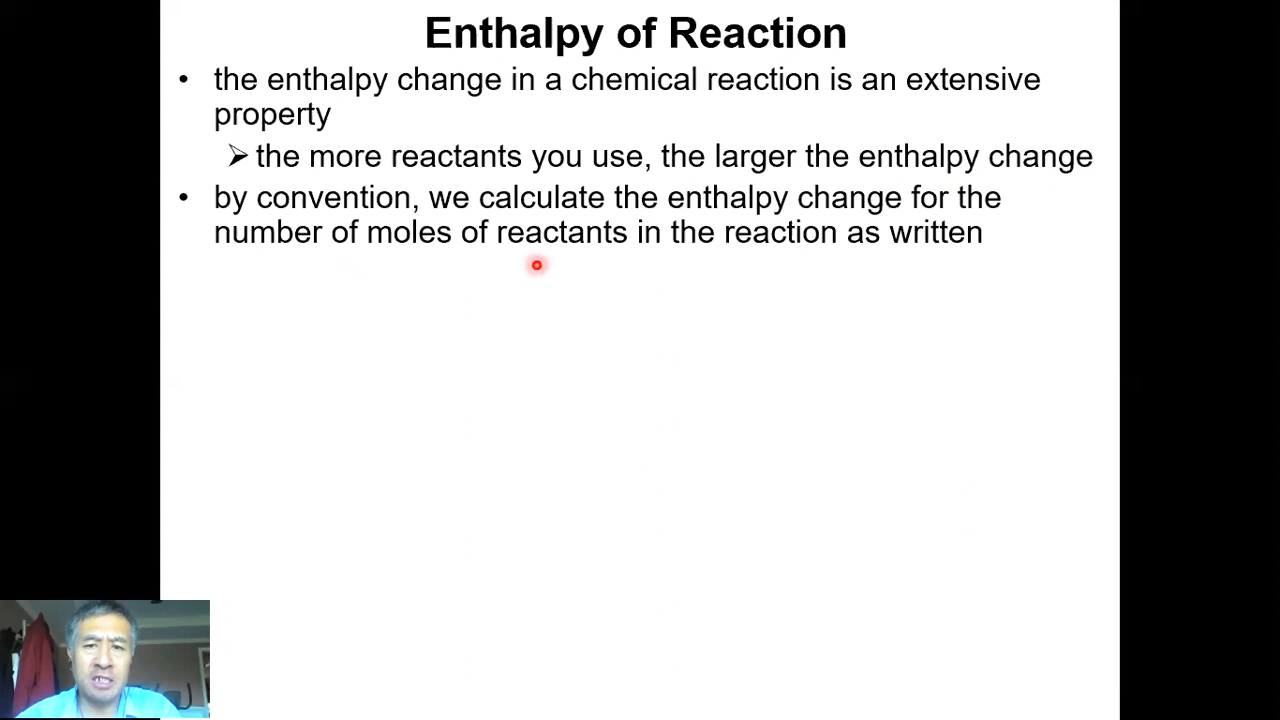 Enthalpy of Reaction
• the enthalpy change in a chemical reaction is an extensive
property
➢ the more reactants you use, the larger the enthalpy change
• by convention, we calculate the enthalpy change for the
number of moles of reactants in the reaction as written